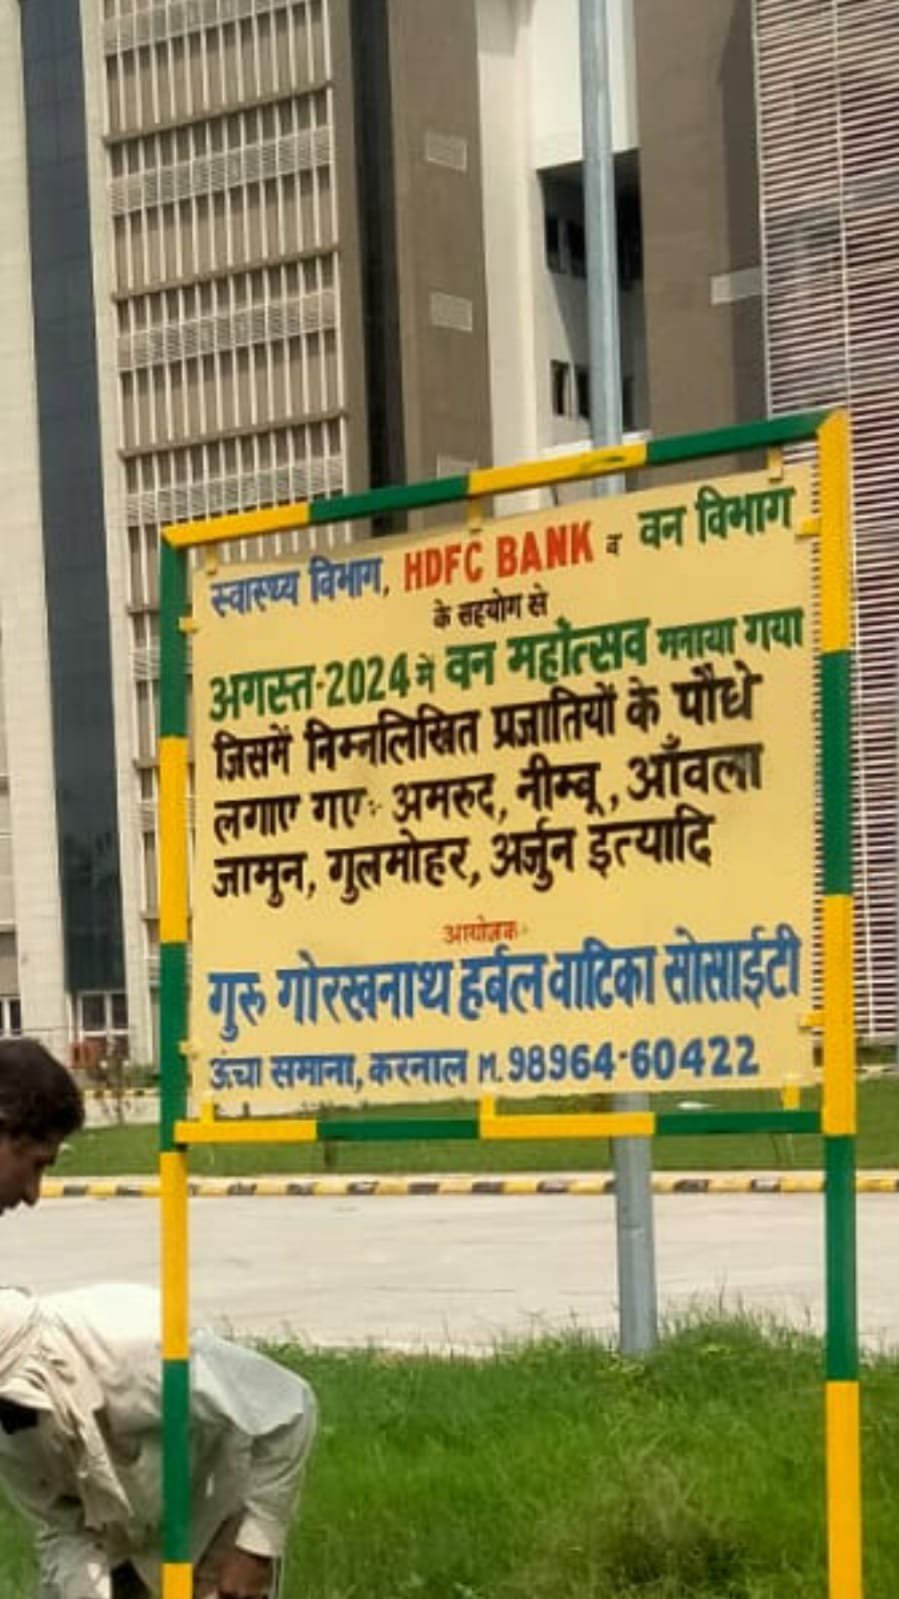 स्वास्थ्य विभाग, HDFC BANK व वन विभाग
के सहयोग से
अगस्त-2024 में वन महोत्सव मनाया गया
जिसमें निम्नलिखित प्रजातियों के पौधे
लगाए गए:- अमरुद, नीम्बू, आँवला
जामुन, गुलमोहर, अर्जुन इत्यादि
आयोजक:-
गुरु गोरखनाथ हर्बल वाटिका सोसाईटी
ऊंचा समाना, करनाल M. 98964-60422